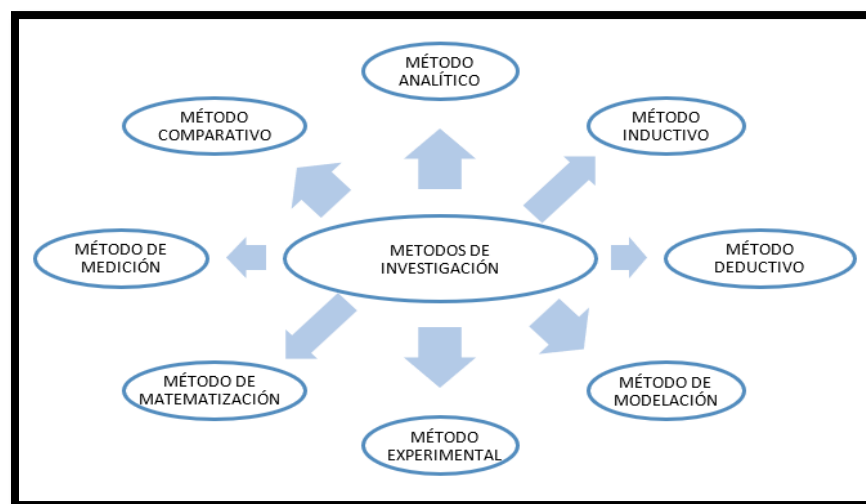 MÉTODO
ANALÍTICO
MÉTODO
COMPARATIVO
MÉTODO
INDUCTIVO
MÉTODO DE
MEDICIÓN
METODOS DE
INVESTIGACIÓN
MÉTODO
DEDUCTIVO
MÉTODO DE
MATEMATIZACIÓN
MÉTODO DE
MODELACIÓN
MÉTODO
EXPERIMENTAL